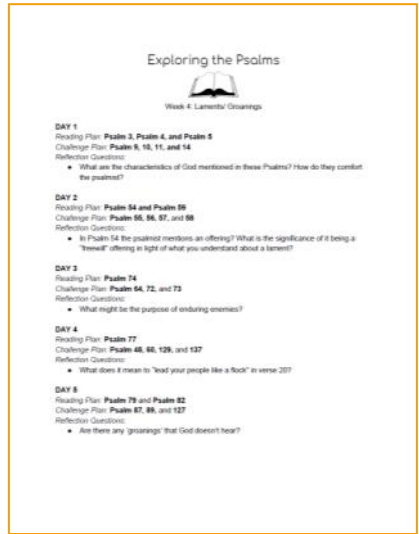 Exploring the Psalms
Week 4: Laments/ Groanings
DAY 1
Reading Plan: Psalm 3, Psalm 4, and Psalm 5
Challenge Plan: Psalm 9, 10, 11, and 14
Reflection Questions:
• What are the characteristics of God mentioned in these Psalms? How do they comfort
the psalmist?
DAY 2
Reading Plan: Psalm 54 and Psalm 59
Challenge Plan: Psalm 55, 56, 57, and 58
Reflection Questions:
• In Psalm 54 the psalmist mentions an offering? What is the significance of it being a
"freewill" offering in light of what you understand about a lament?
DAY 3
Reading Plan: Psalm 74
Challenge Plan: Psalm 64, 72, and 73
Reflection Questions:
• What might be the purpose of enduring enemies?
DAY 4
Reading Plan: Psalm 77
Challenge Plan: Psalm 48, 60, 129, and 137
Reflection Questions:
• What does it mean to "lead your people like a flock" in verse 20?
DAY 5
Reading Plan: Psalm 79 and Psalm 82
Challenge Plan: Psalm 87, 89, and 127
Reflection Questions:
• Are there any 'groanings' that God doesn't hear?